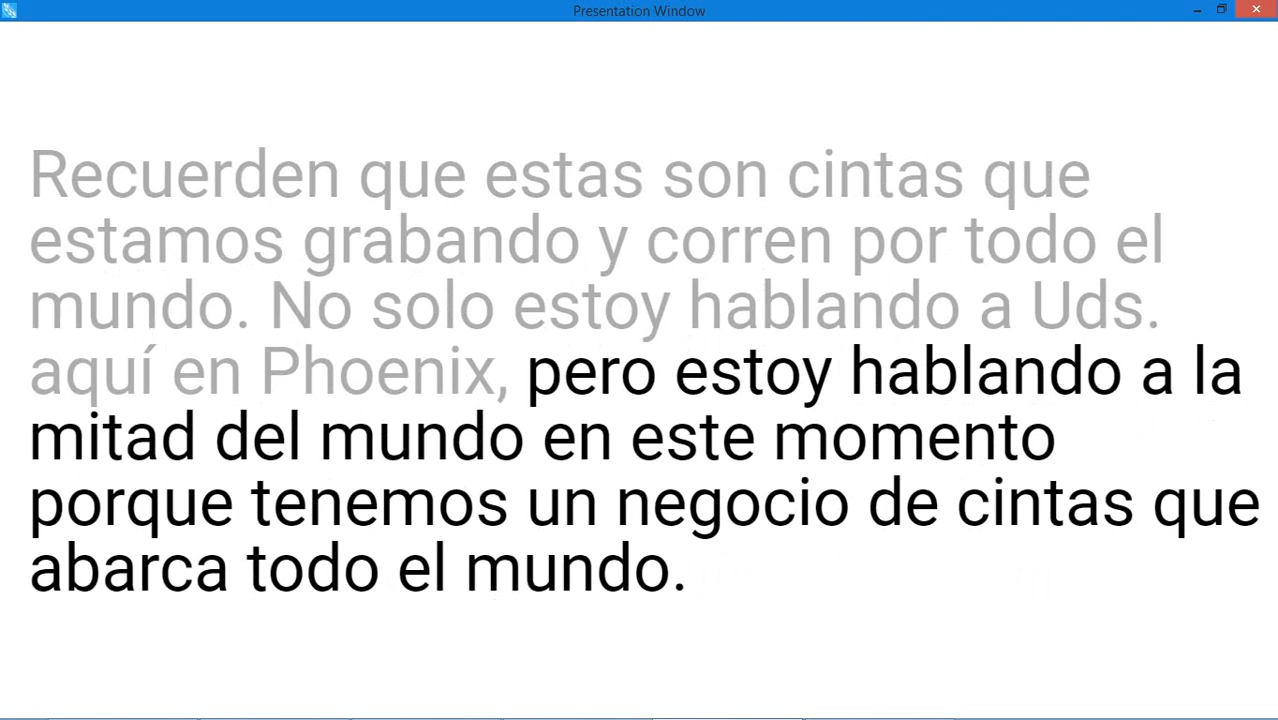 Presentation Window
Recuerden que estas son cintas que
estamos grabando y corren por todo el
mundo. No solo estoy hablando a Uds.
aquí en Phoenix, pero estoy hablando a la
mitad del mundo en este momento
porque tenemos un negocio de cintas que
abarca todo el mundo.